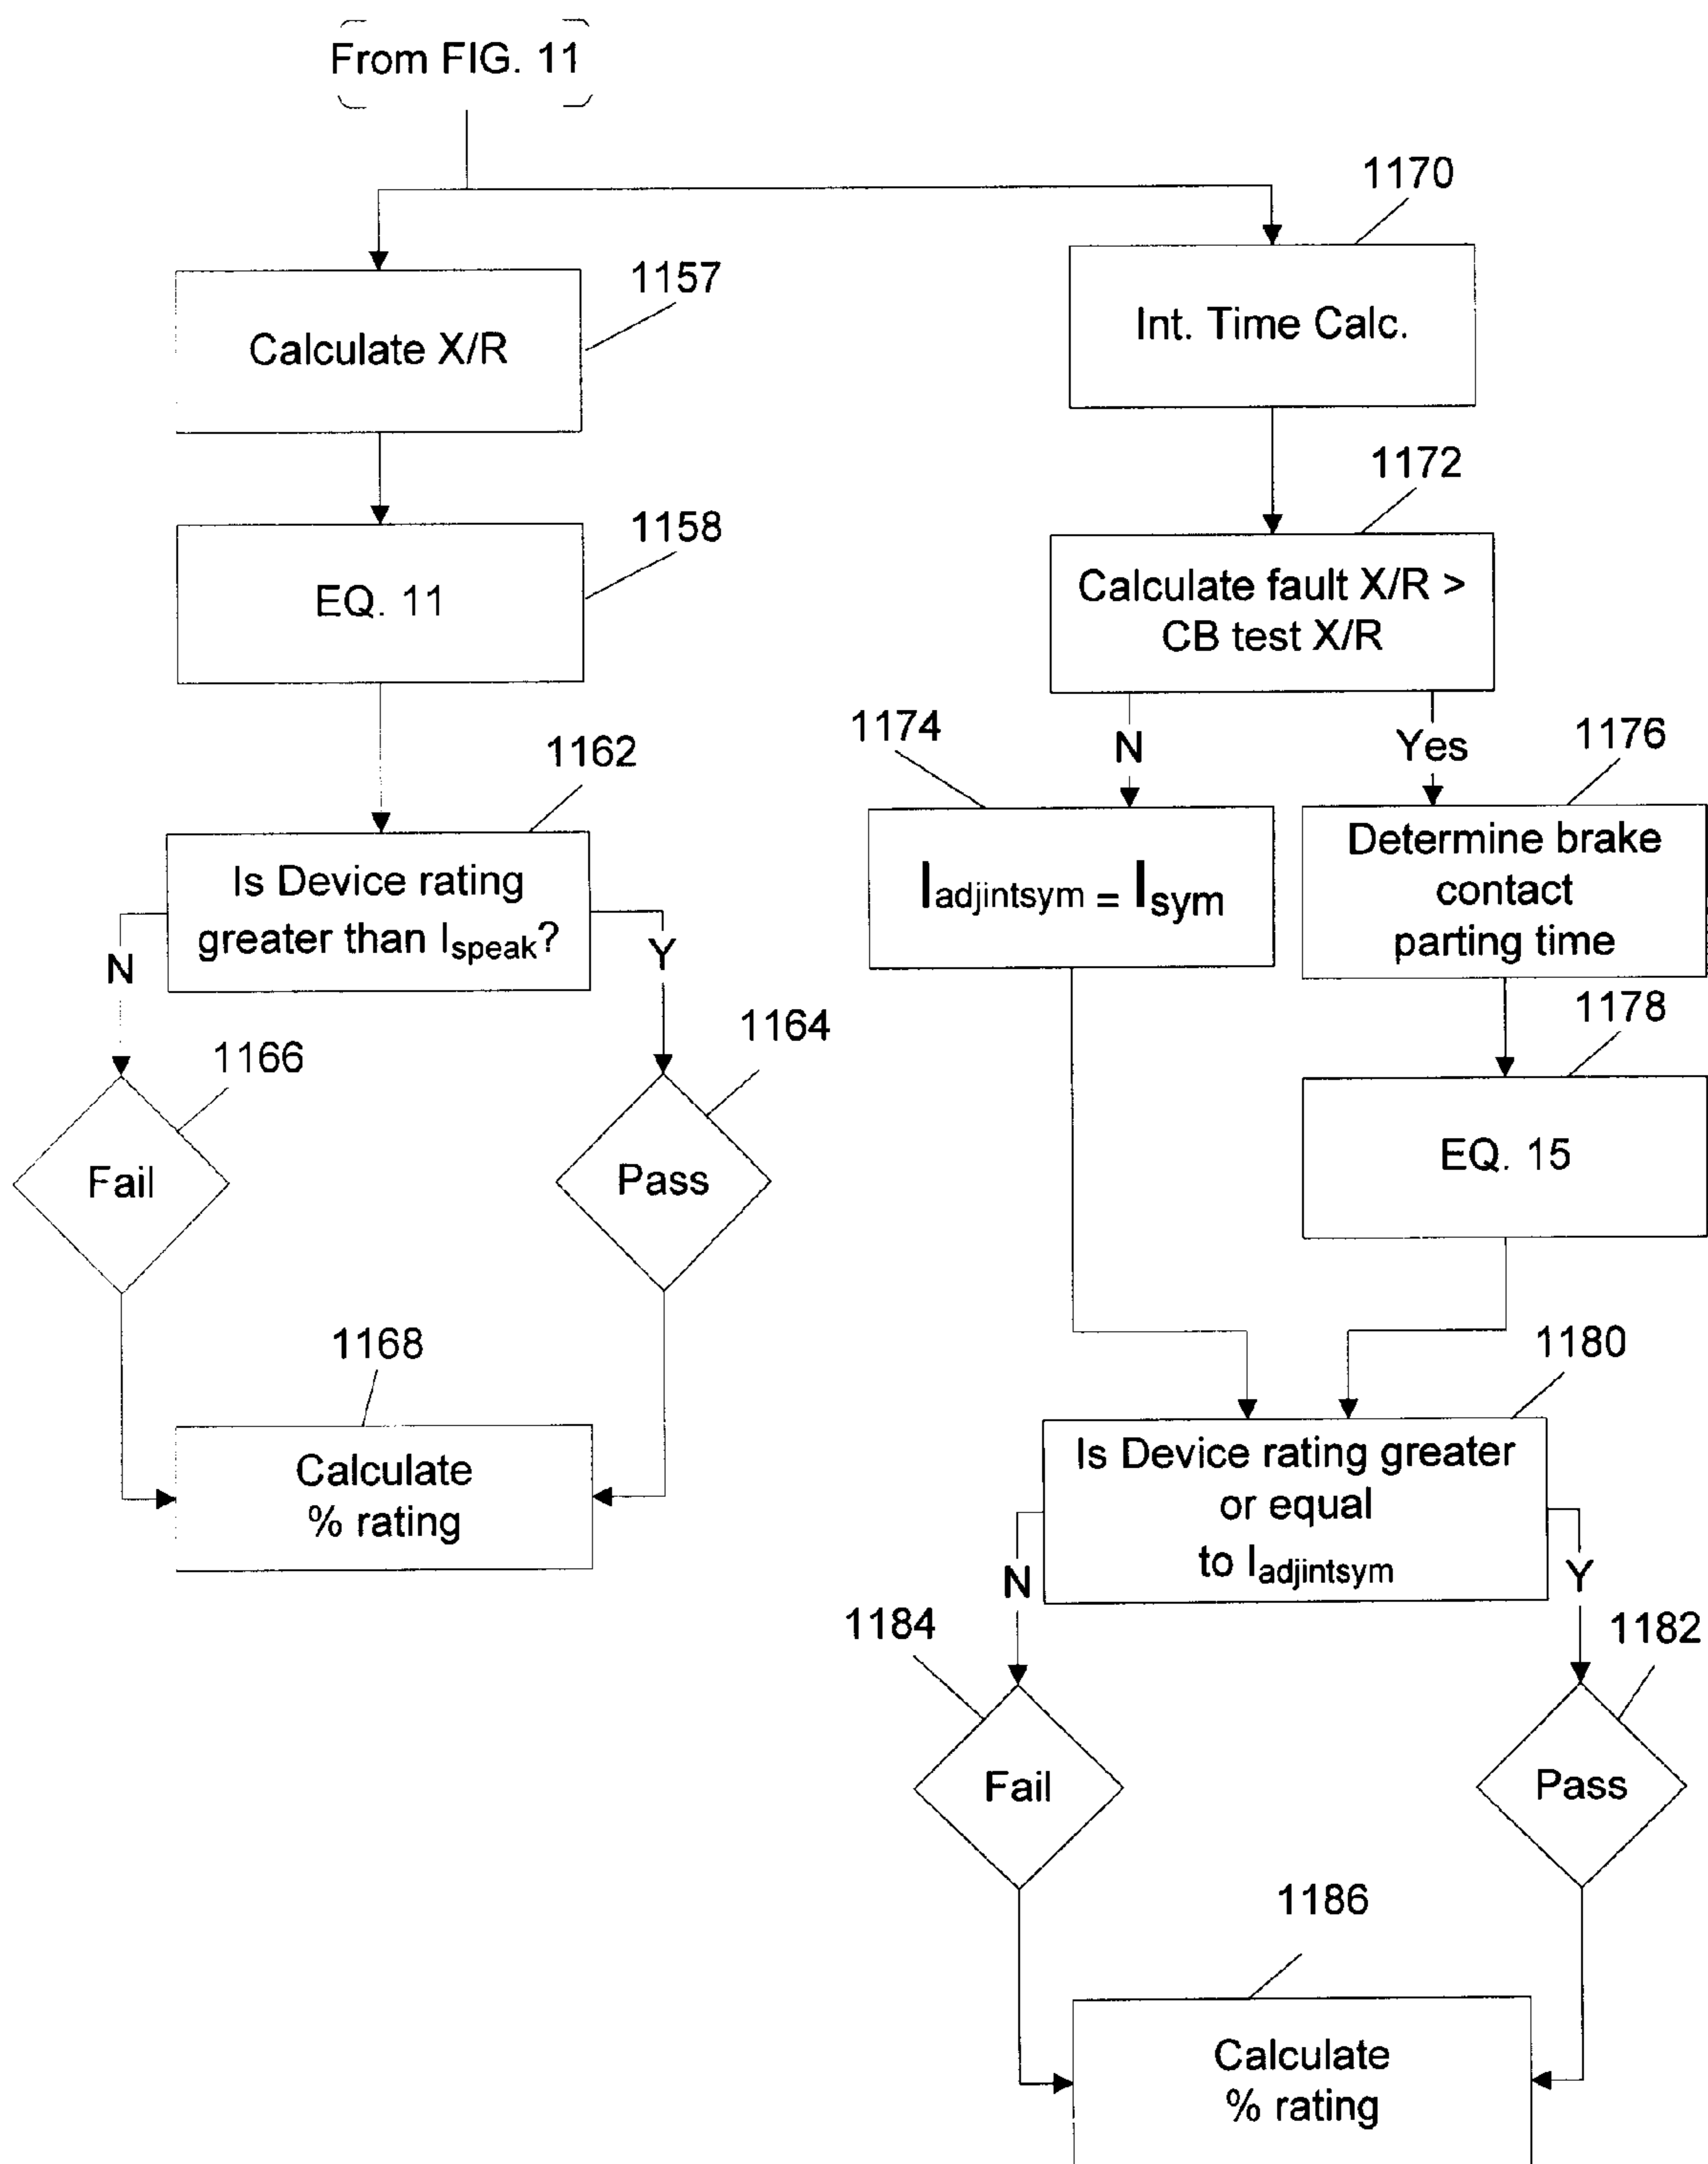 From FIG. 11
1170
1157
Int. Time Calc.
Calculate X/R
1172
1158
Calculate fault X/R >
CB test X/R
EQ. 11
1174
N
Yes
1176
1162
Determine brake
contact
parting time
Iadjintsym = Isym
Is Device rating
greater than Ispeak?
N
Y
1178
1164
1166
EQ. 15
Fail
Pass
1168
1180
Calculate
% rating
Is Device rating greater
or equal
to Iadjintsym
N
Y
1184
1182
Fail
Pass
1186
Calculate
% rating